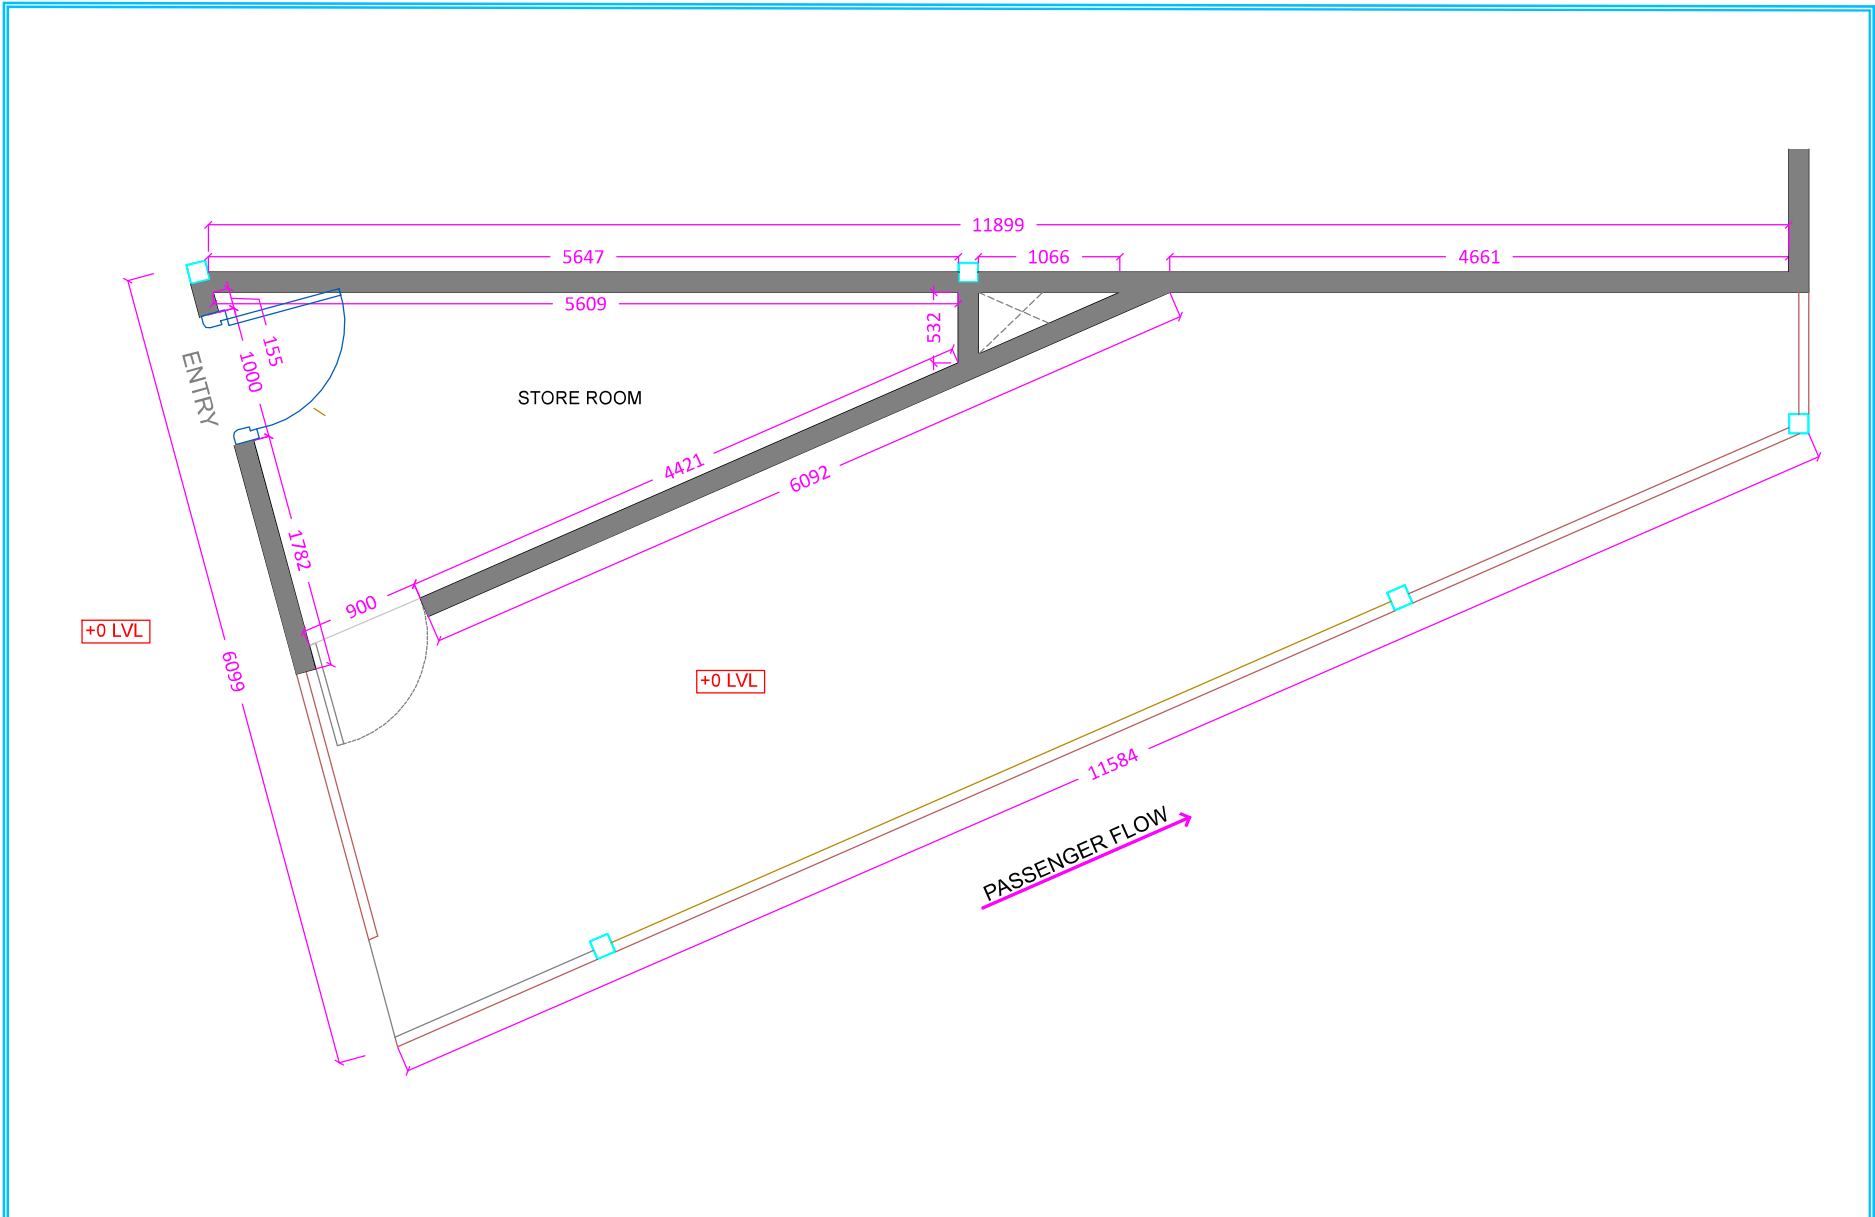 11899
5647
1066
4661
5609
532
155
1000
ENTRY
STORE ROOM
4421
6092
1782
900
+0 LVL
6099
+0 LVL
11584
PASSENGER FLOW